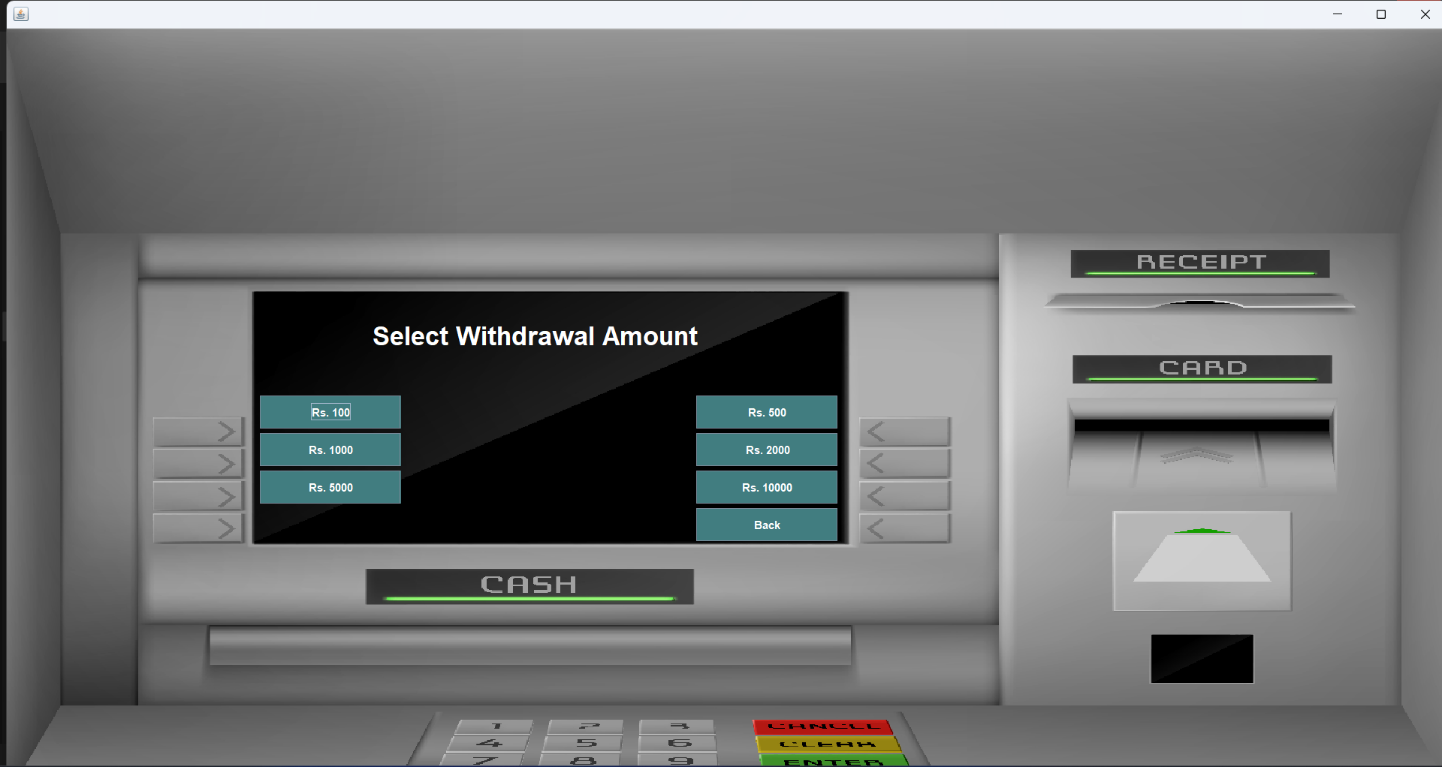 RECEIPT
Select Withdrawal Amount
CARD
Rs. 100
Rs. 500
Rs. 1000
Rs. 2000
Rs. 5000
Rs. 10000
Back
CASH
1 2 3 CANCEL
4 5 6 CLEAR
7 8 9 ENTER